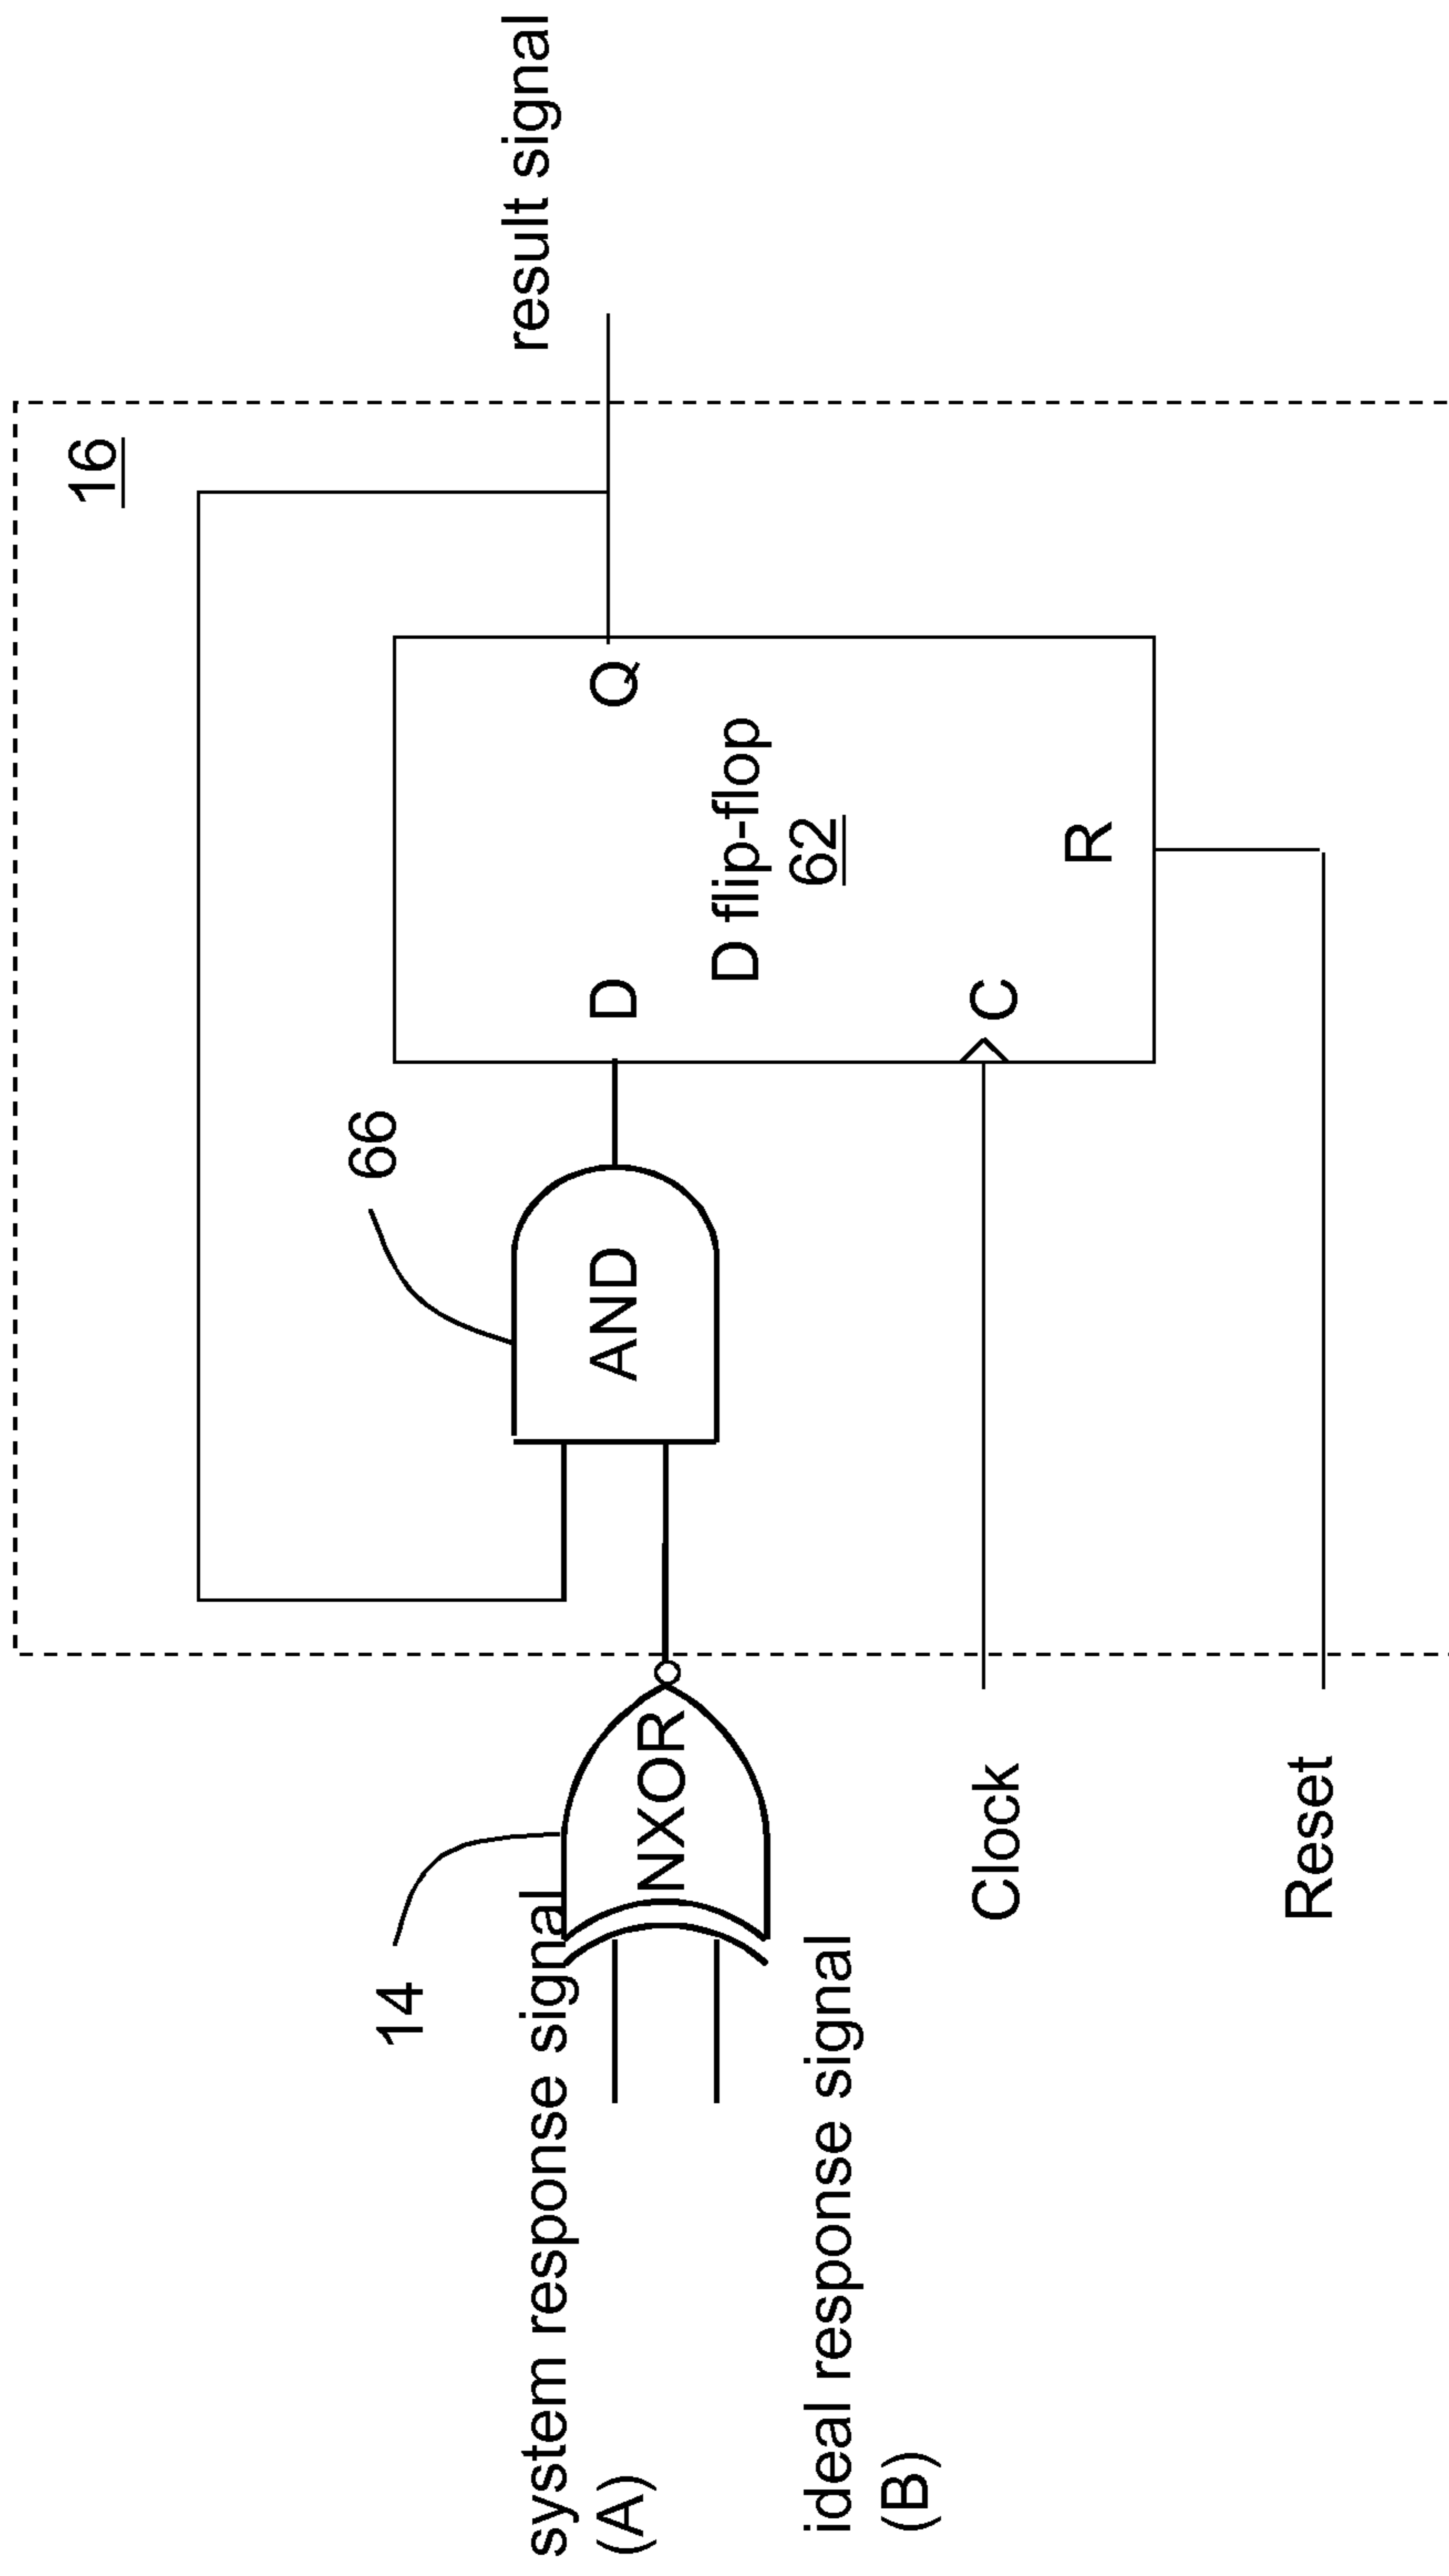 16
result signal
66
14
system response signal
(A)
NXOR
AND
D
Q
D flip-flop
62
ideal response signal
(B)
C
R
Clock
Reset